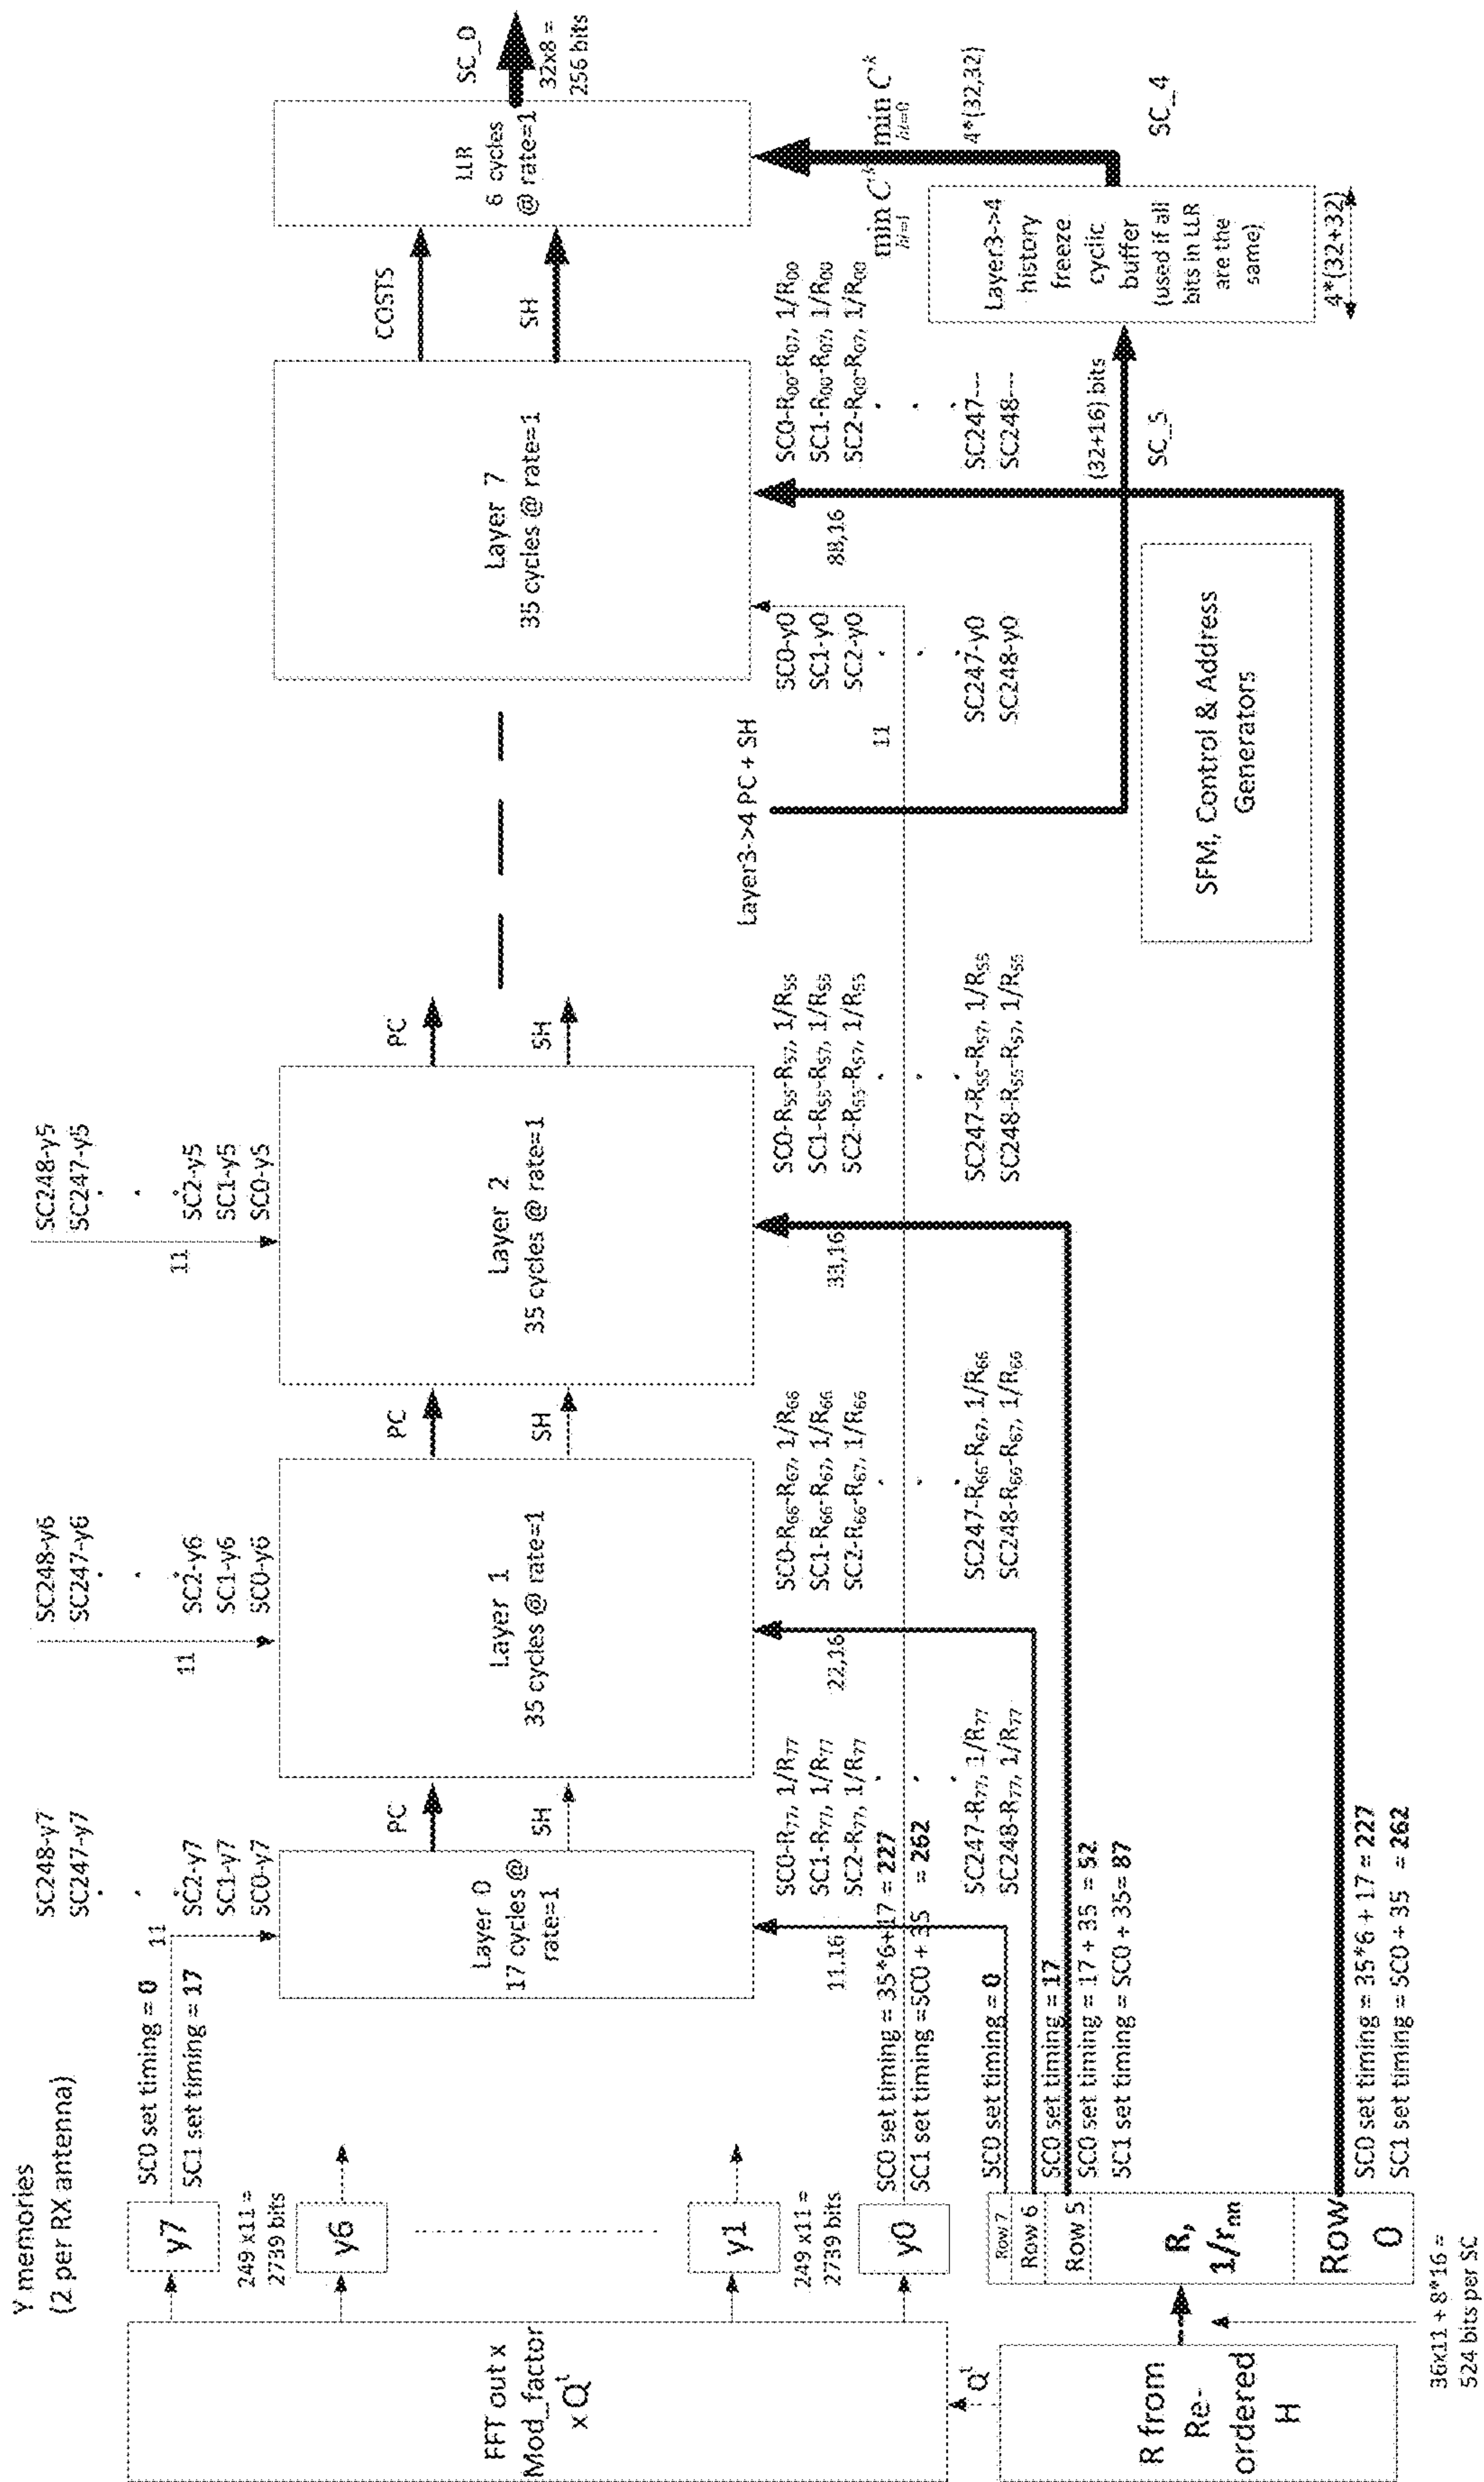 Y memories
(2 per RX antenna)
FFT out x
Mod_factor
x Qᵗ
y7
249 x11 =
2739 bits
y6
y1
249 x11 =
2739 bits
y0
SC0 set timing = 0
SC1 set timing = 17
11
SC248-y7
SC247-y7
SC2-y7
SC1-y7
SC0-y7
Layer 0
17 cycles @
rate=1
PC
SH
11
SC248-y6
SC247-y6
SC2-y6
SC1-y6
SC0-y6
Layer 1
35 cycles @ rate=1
PC
SH
11
SC248-y5
SC247-y5
SC2-y5
SC1-y5
SC0-y5
Layer 2
35 cycles @ rate=1
PC
SH
Layer 7
35 cycles @ rate=1
COSTS
SH
LLR
6 cycles
@ rate=1
SC_D
32x8 =
256 bits
SC0 set timing = 35*6+17 = 227
SC1 set timing =SC0 + 35 = 262
11,16
SC0-R₇₇, 1/R₇₇
SC1-R₇₇, 1/R₇₇
SC2-R₇₇, 1/R₇₇
SC247-R₇₇, 1/R₇₇
SC248-R₇₇, 1/R₇₇
22,16
SC0-R₆₆-R₆₇, 1/R₆₆
SC1-R₆₆-R₆₇, 1/R₆₆
SC2-R₆₆-R₆₇, 1/R₆₆
SC247-R₆₆-R₆₇, 1/R₆₆
SC248-R₆₆-R₆₇, 1/R₆₆
33,16
SC0-R₅₅-R₅₇, 1/R₅₅
SC1-R₅₅-R₅₇, 1/R₅₅
SC2-R₅₅-R₅₇, 1/R₅₅
SC247-R₅₅-R₅₇, 1/R₅₅
SC248-R₅₅-R₅₇, 1/R₅₅
Layer3->4 PC + SH
11
SC0-y0
SC1-y0
SC2-y0
SC247-y0
SC248-y0
88,16
SC0-R₀₀-R₀₇, 1/R₀₀
SC1-R₀₀-R₀₇, 1/R₀₀
SC2-R₀₀-R₀₇, 1/R₀₀
SC247---
SC248---
(32+16) bits
SC_S
min Cᵏ
bi=1
min Cᵏ
bi=0
4*(32,32)
SC_4
Layer3->4
history
freeze
cyclic
buffer
(used if all
bits in LLR
are the
same)
4*(32+32)
SFM, Control & Address
Generators
R from
Re-
ordered
H
Qᵗ
36x11 + 8*16 =
524 bits per SC
Row 7
Row 6
Row 5
R,
1/rₙₙ
Row
0
SC0 set timing = 0
SC0 set timing = 17
SC0 set timing = 17 + 35 = 52
SC1 set timing = SC0 + 35= 87
SC0 set timing = 35*6 + 17 = 227
SC1 set timing = SC0 + 35 = 262